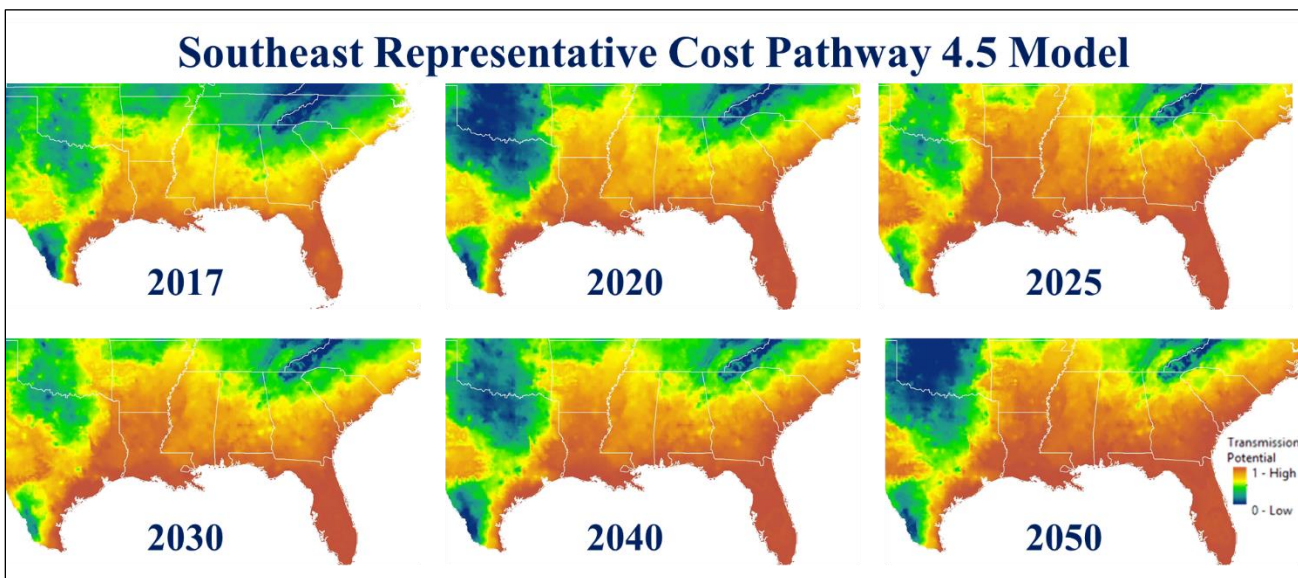 Southeast Representative Cost Pathway 4.5 Model
2017
2020
2025
2030
2040
2050
Transmission
Potential
1 - High
0 - Low